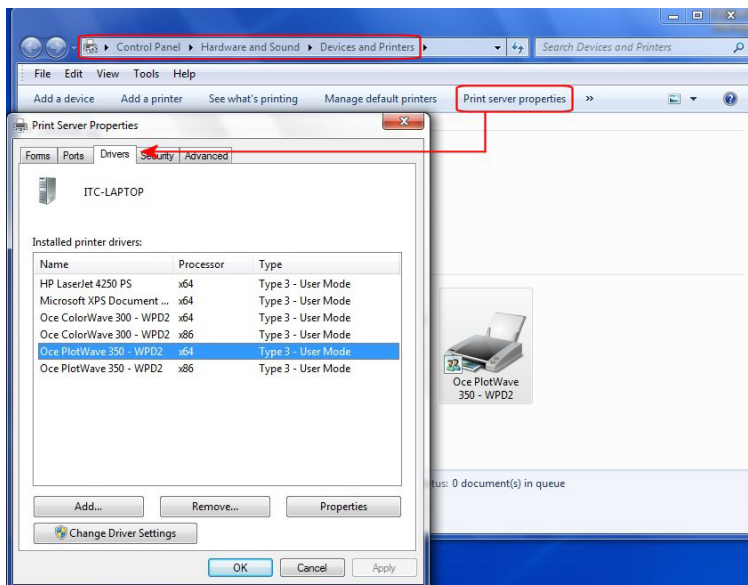 Control Panel Hardware and Sound Devices and Printers
Search Devices and Printers
File Edit View Tools Help
Add a device Add a printer See what's printing Manage default printers Print server properties »
Print Server Properties
Forms Ports Drivers Security Advanced
ITC-LAPTOP
Installed printer drivers:
Name Processor Type
HP LaserJet 4250 PS x64 Type 3 - User Mode
Microsoft XPS Document ... x64 Type 3 - User Mode
Oce ColorWave 300 - WPD2 x64 Type 3 - User Mode
Oce ColorWave 300 - WPD2 x86 Type 3 - User Mode
Oce PlotWave 350 - WPD2 x64 Type 3 - User Mode
Oce PlotWave 350 - WPD2 x86 Type 3 - User Mode
Add... Remove... Properties
Change Driver Settings
OK Cancel Apply
Oce PlotWave
350 - WPD2
tus: 0 document(s) in queue